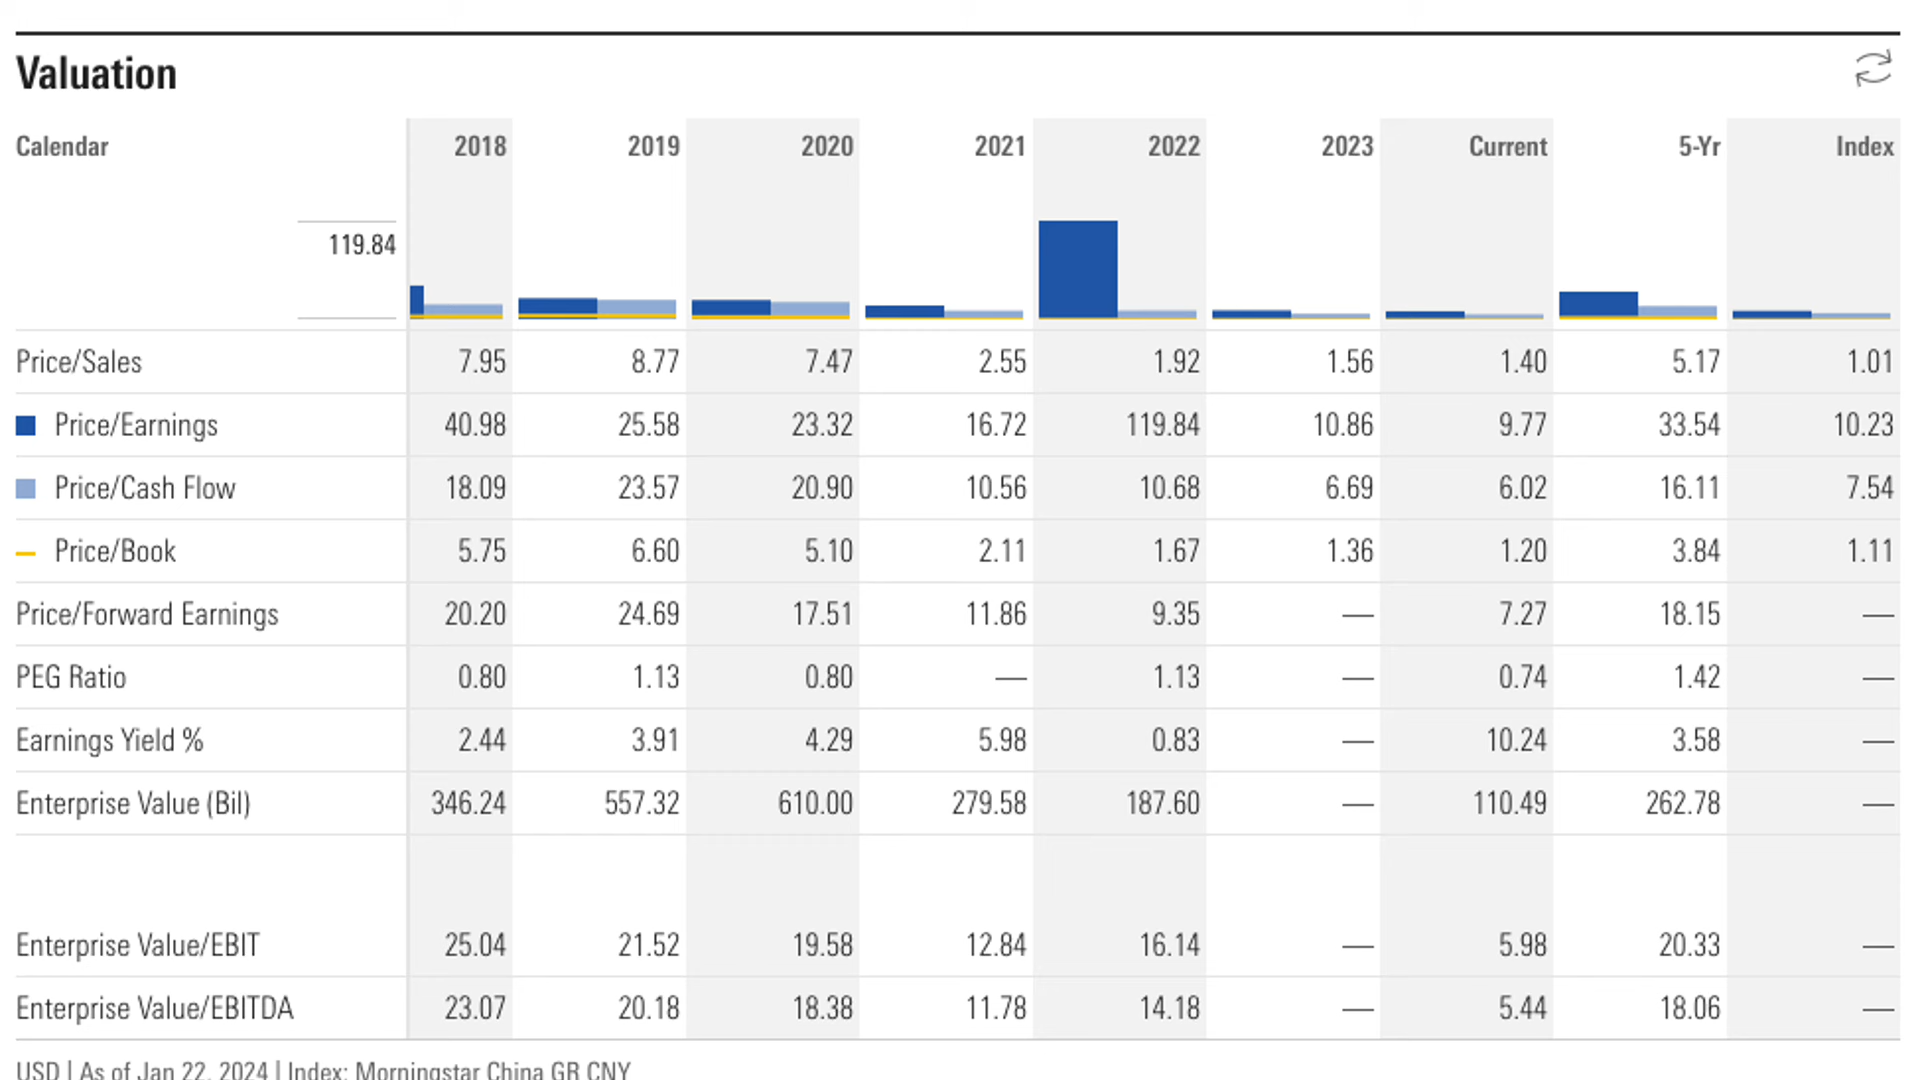 Valuation
Calendar 2018 2019 2020 2021 2022 2023 Current 5-Yr Index
119.84
Price/Sales 7.95 8.77 7.47 2.55 1.92 1.56 1.40 5.17 1.01
Price/Earnings 40.98 25.58 23.32 16.72 119.84 10.86 9.77 33.54 10.23
Price/Cash Flow 18.09 23.57 20.90 10.56 10.68 6.69 6.02 16.11 7.54
Price/Book 5.75 6.60 5.10 2.11 1.67 1.36 1.20 3.84 1.11
Price/Forward Earnings 20.20 24.69 17.51 11.86 9.35 — 7.27 18.15 —
PEG Ratio 0.80 1.13 0.80 — 1.13 — 0.74 1.42 —
Earnings Yield % 2.44 3.91 4.29 5.98 0.83 — 10.24 3.58 —
Enterprise Value (Bil) 346.24 557.32 610.00 279.58 187.60 — 110.49 262.78 —
Enterprise Value/EBIT 25.04 21.52 19.58 12.84 16.14 — 5.98 20.33 —
Enterprise Value/EBITDA 23.07 20.18 18.38 11.78 14.18 — 5.44 18.06 —
USD | As of Jan 22, 2024 | Index: Morningstar China GR CNY